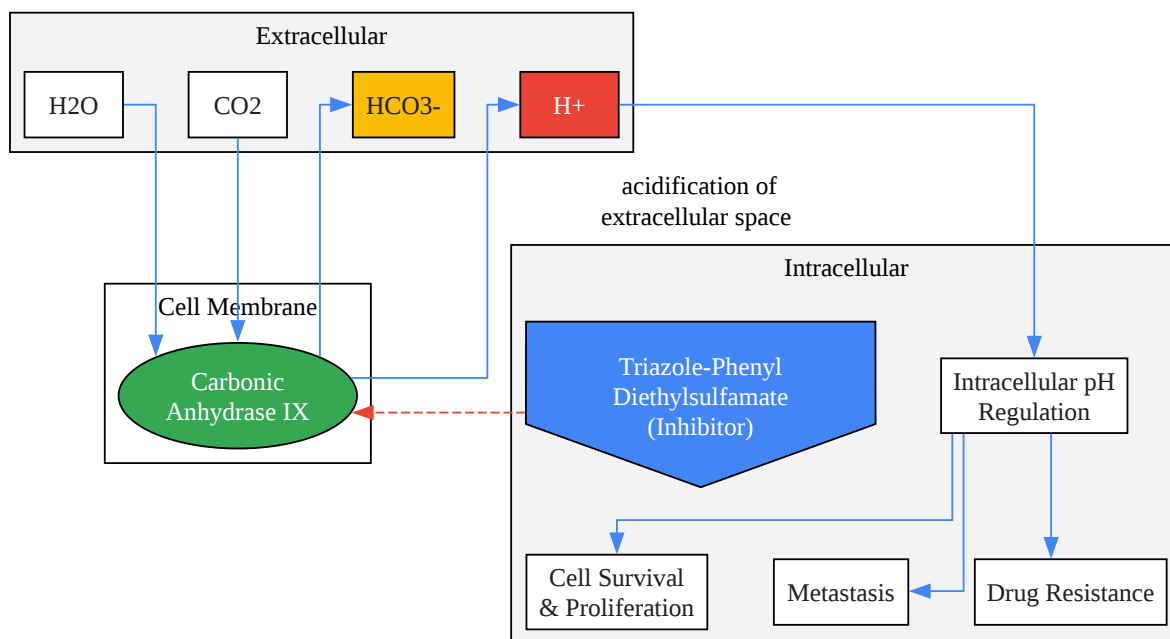 Extracellular
H2O
CO2
HCO3-
H+
acidification of
extracellular space
Intracellular
Cell Membrane
Carbonic
Anhydrase IX
Triazole-Phenyl
Diethylsulfamate
(Inhibitor)
Intracellular pH
Regulation
Cell Survival
& Proliferation
Metastasis
Drug Resistance